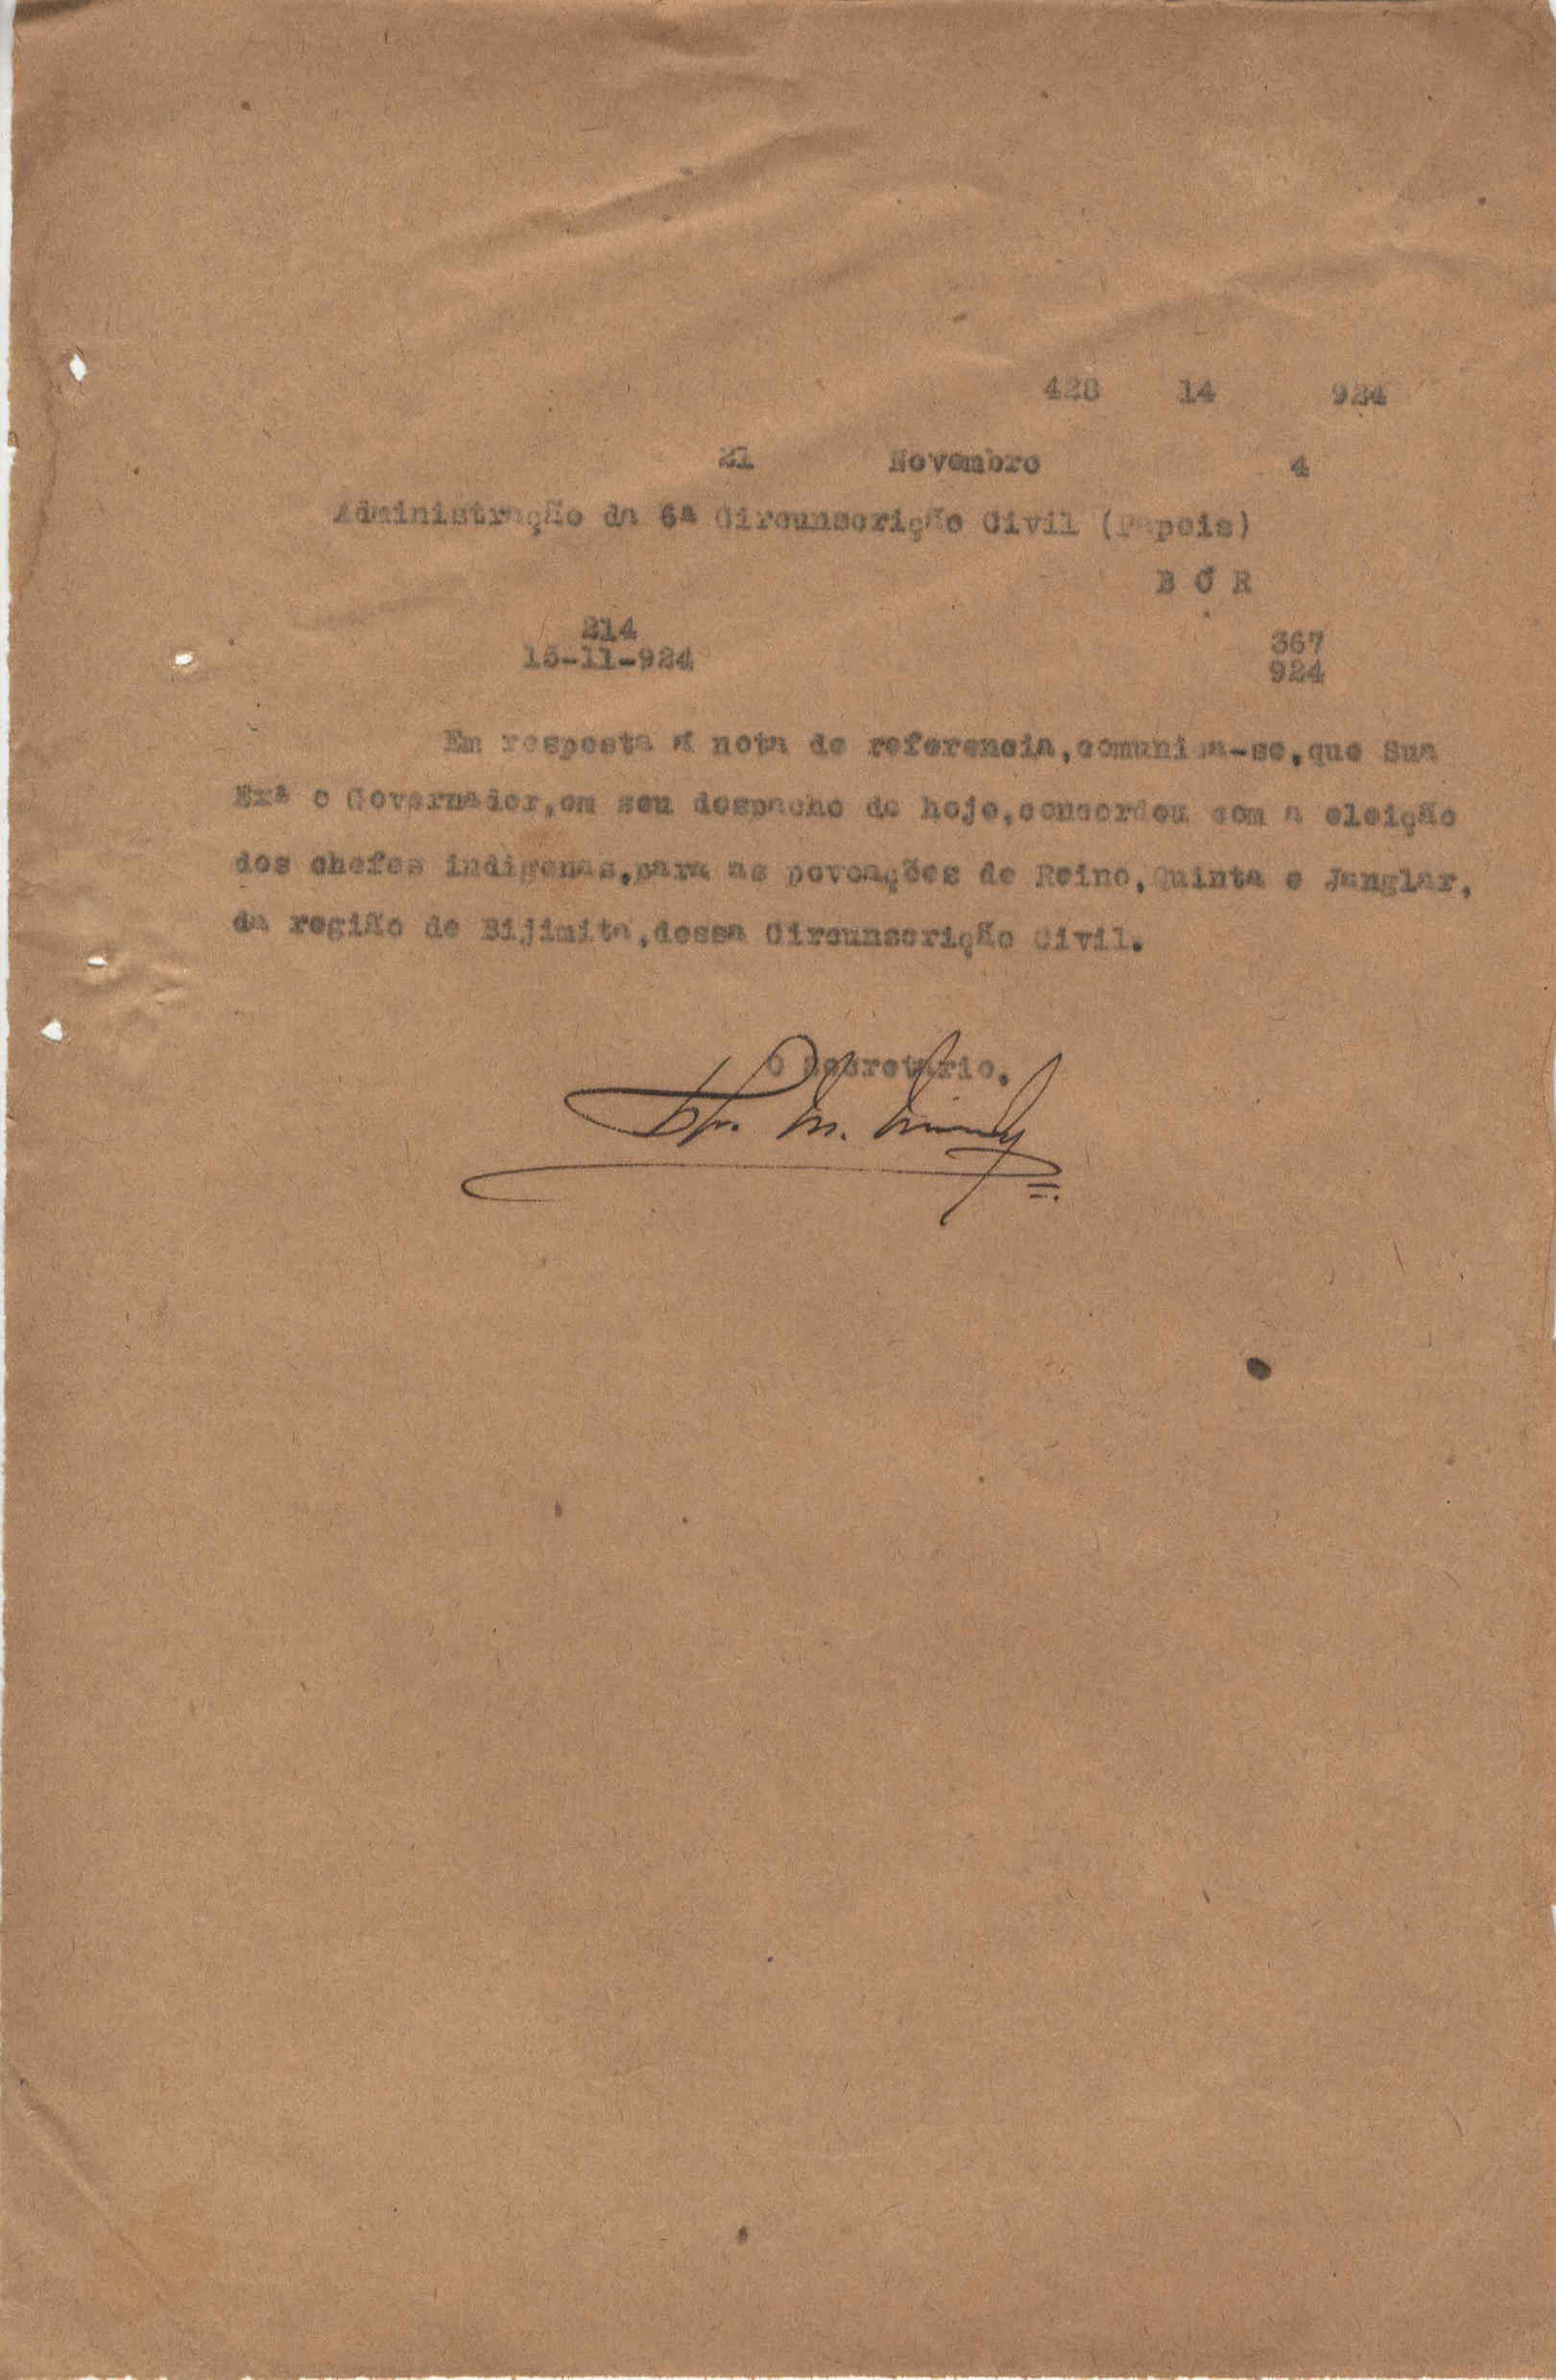 428 14 924
21 Novembro 4
Administração da 6ª Circunscrição Civil (Papeis)
B Ó R
214 367
15-11-924 924
Em resposta á nota de referencia,comunica-se,que Sua
Exª o Governador,em seu despacho de hoje,concordou com a eleição
dos chefes indigenas,para as povoações de Reino,Quinta e Janglar,
da região de Bijimita,dessa Circunscrição Civil.
O Secretario,